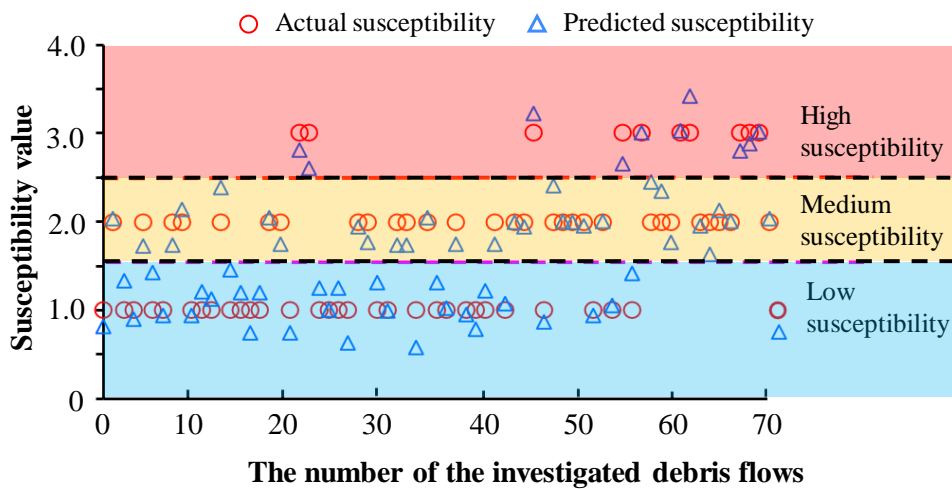 Actual susceptibility
Predicted susceptibility
4.0
3.0
2.0
1.0
0
Susceptibility value
High
susceptibility
Medium
susceptibility
Low
susceptibility
0
10
20
30
40
50
60
70
The number of the investigated debris flows